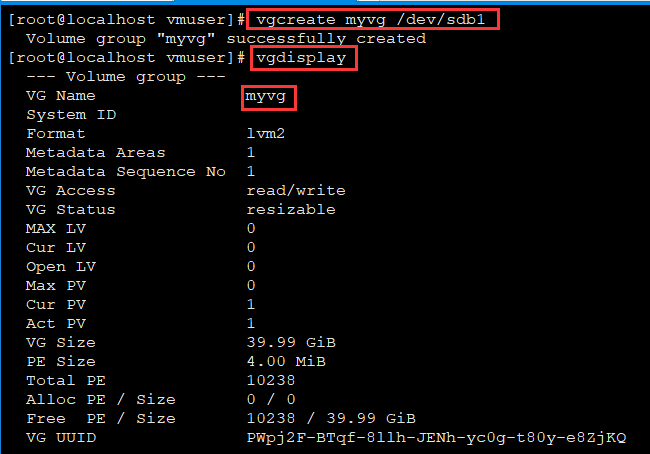 [root@localhost vmuser]# vgcreate myvg /dev/sdb1
Volume group "myvg" successfully created
[root@localhost vmuser]# vgdisplay
--- Volume group ---
VG Name myvg
System ID
Format lvm2
Metadata Areas 1
Metadata Sequence No 1
VG Access read/write
VG Status resizable
MAX LV 0
Cur LV 0
Open LV 0
Max PV 0
Cur PV 1
Act PV 1
VG Size 39.99 GiB
PE Size 4.00 MiB
Total PE 10238
Alloc PE / Size 0 / 0
Free PE / Size 10238 / 39.99 GiB
VG UUID PWpj2F-BTqf-8llh-JENh-yc0g-t80y-e8ZjKQ